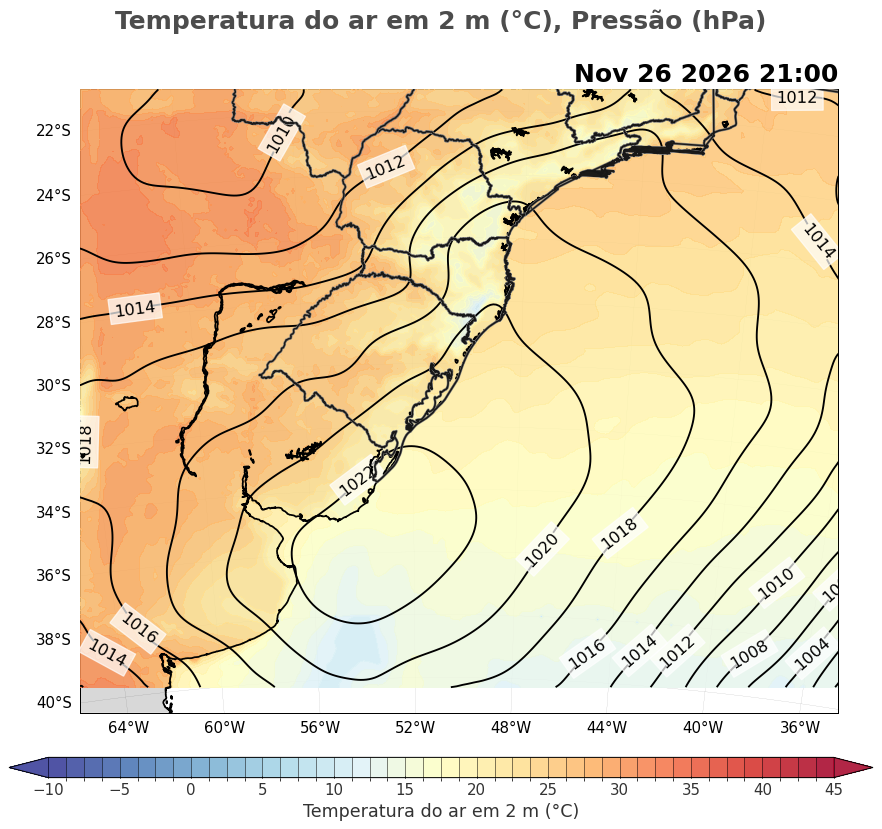 Temperatura do ar em 2 m (°C), Pressão (hPa)
Nov 26 2026 21:00
1012
22°S
1010
1012
24°S
1014
26°S
1014
28°S
30°S
1018
32°S
1022
34°S
1020
1018
36°S
1010
10
1016
38°S
1014
1016
1014
1012
1008
1004
40°S
64°W 60°W 56°W 52°W 48°W 44°W 40°W 36°W
−10 −5 0 5 10 15 20 25 30 35 40 45
Temperatura do ar em 2 m (°C)